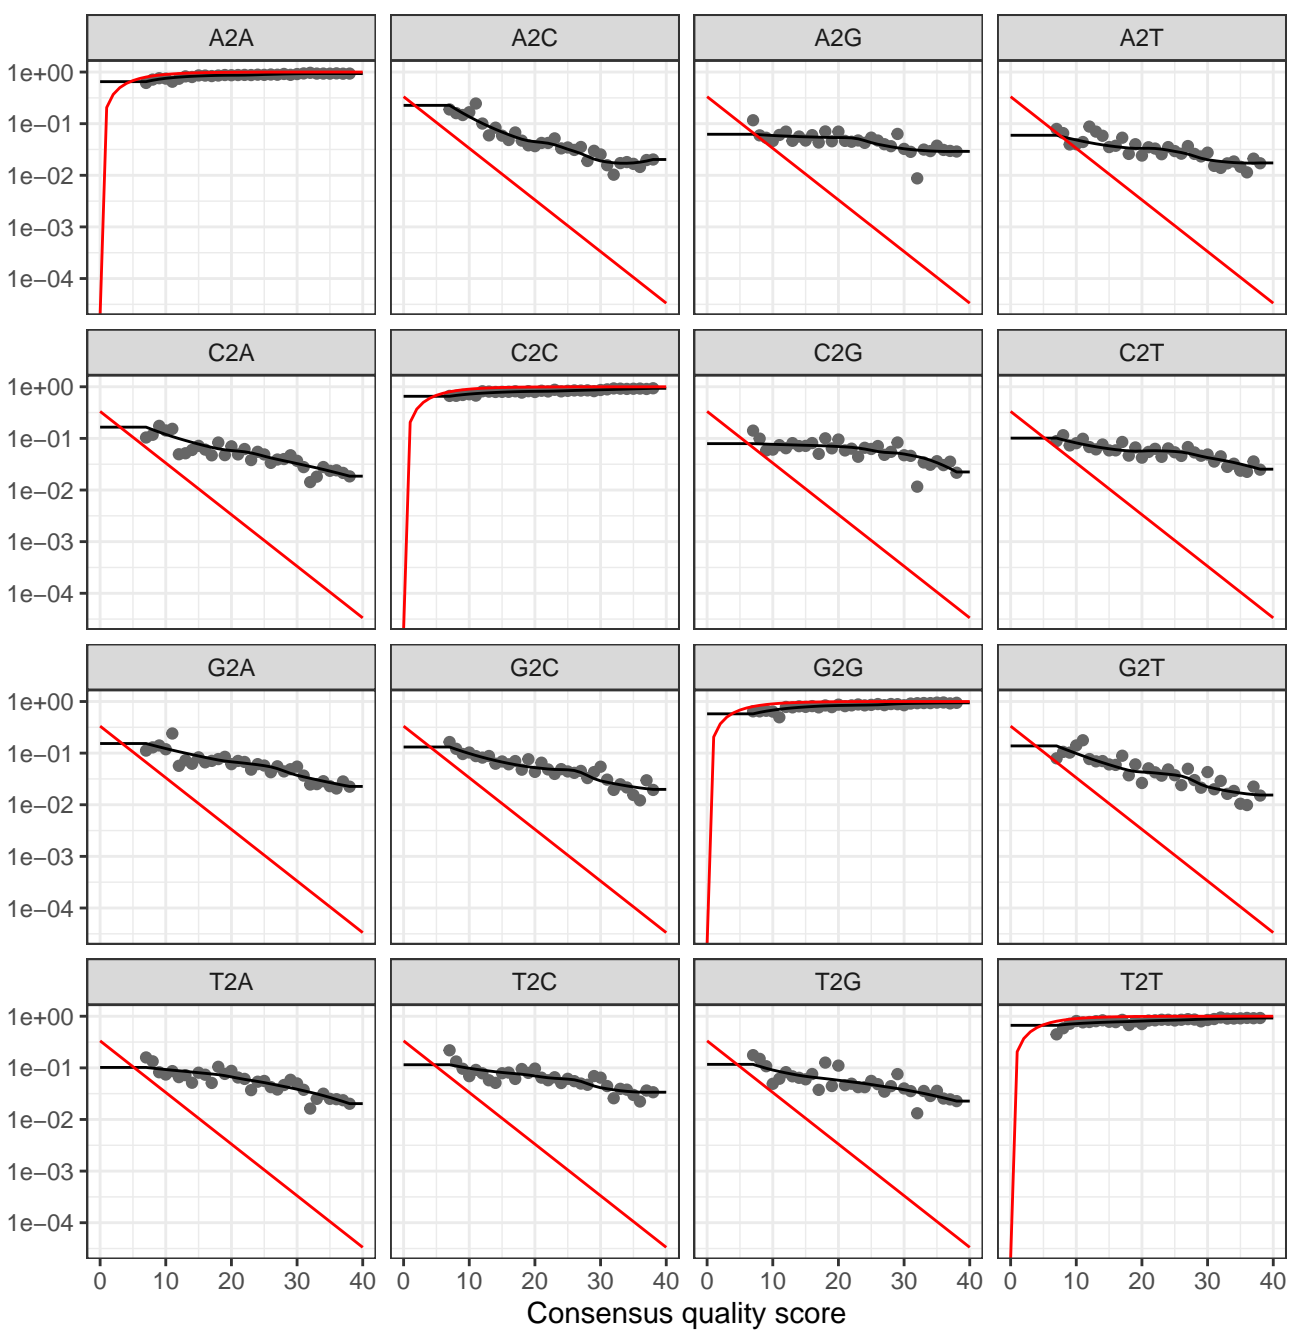 A2A A2C A2G A2T
1e+00
1e−01
1e−02
1e−03
1e−04
C2A C2C C2G C2T
1e+00
1e−01
1e−02
1e−03
1e−04
G2A G2C G2G G2T
1e+00
1e−01
1e−02
1e−03
1e−04
T2A T2C T2G T2T
1e+00
1e−01
1e−02
1e−03
1e−04
0 10 20 30 40 0 10 20 30 40 0 10 20 30 40 0 10 20 30 40
Consensus quality score